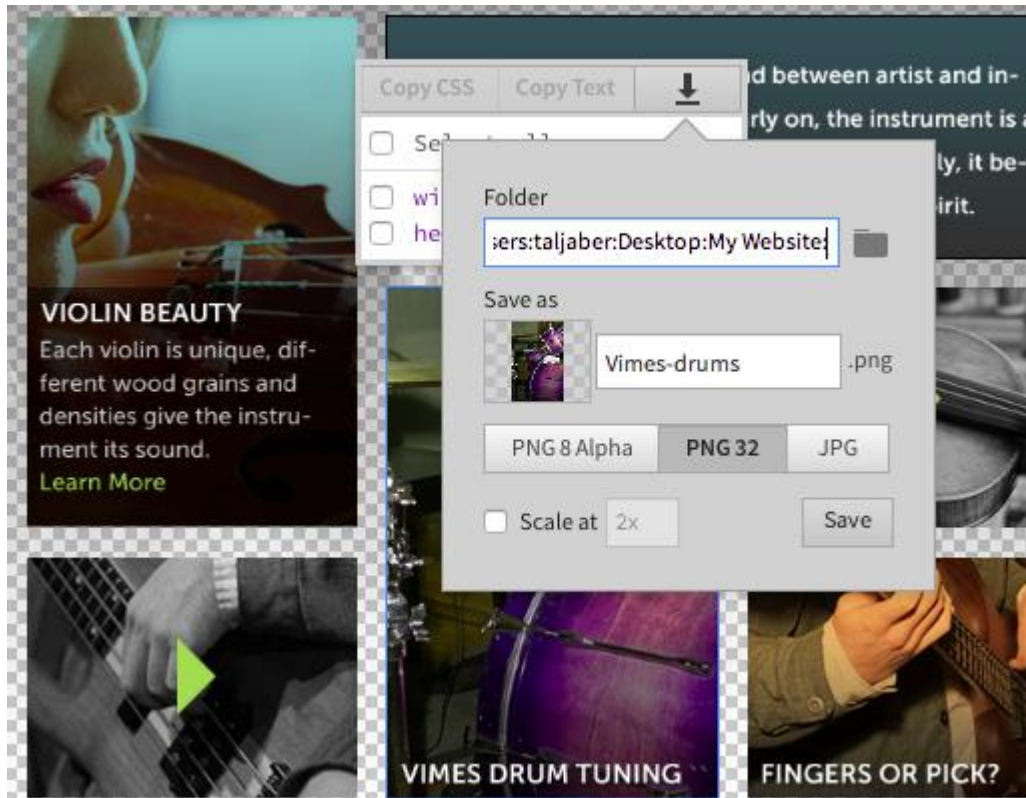 VIOLIN BEAUTY
Each violin is unique, dif-
ferent wood grains and
densities give the instru-
ment its sound.
Learn More
Copy CSS
Copy Text
d between artist and in-
rly on, the instrument is a
ly, it be-
irit.
wi
he
Folder
sers:taljaber:Desktop:My Website:
Save as
Vimes-drums
.png
PNG 8 Alpha
PNG 32
JPG
Scale at
2x
Save
VIMES DRUM TUNING
FINGERS OR PICK?